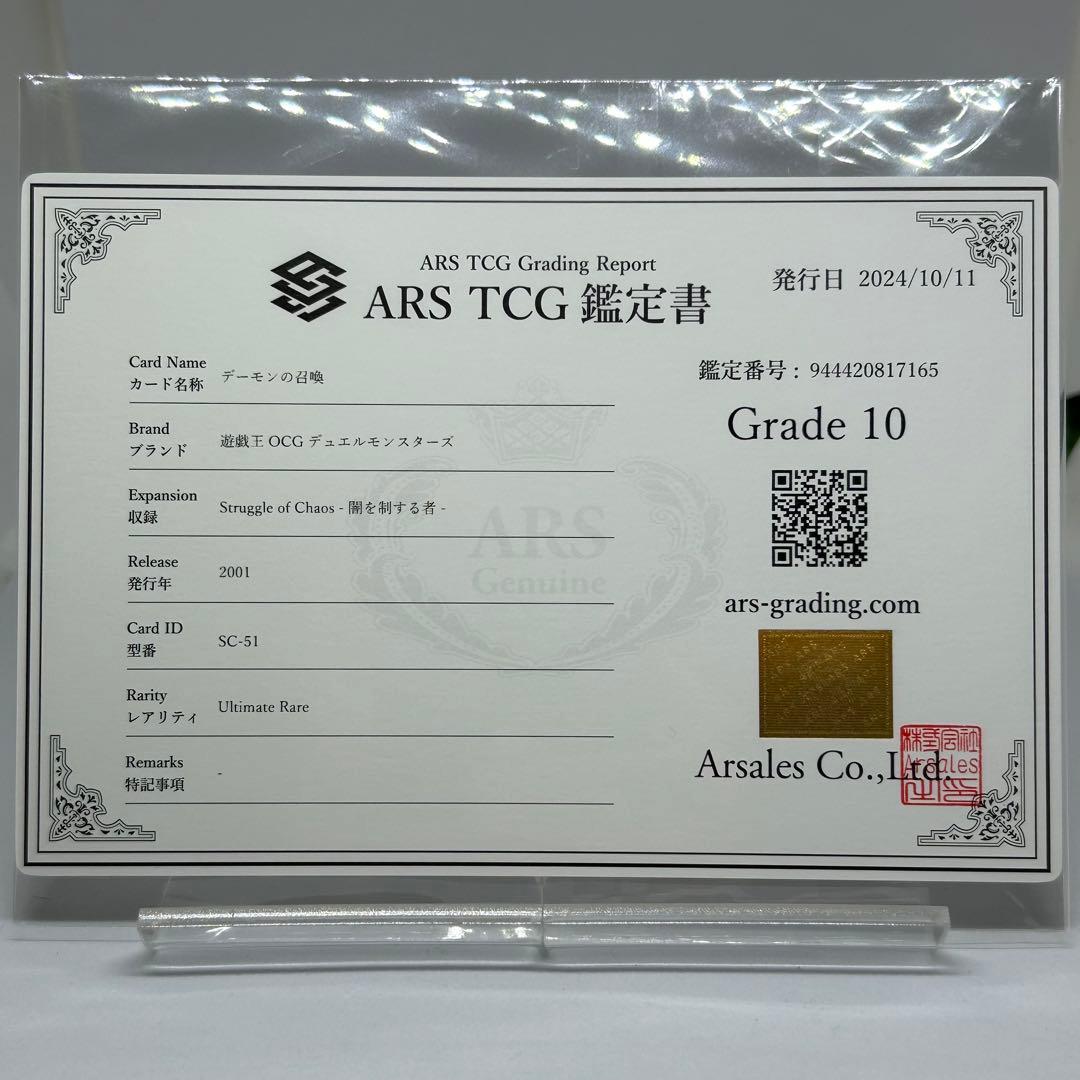 ARS TCG Grading Report
ARS TCG 鑑定書
発行日 2024/10/11
Card Name
カード名称
デーモンの召喚
Brand
ブランド
遊戯王 OCG デュエルモンスターズ
Expansion
収録
Struggle of Chaos - 闇を制する者 -
Release
発行年
2001
Card ID
型番
SC-51
Rarity
レアリティ
Ultimate Rare
Remarks
特記事項
-
ARS
Genuine
鑑定番号 : 944420817165
Grade 10
ars-grading.com
Arsales Co.,Ltd.
株式会社
Arsales